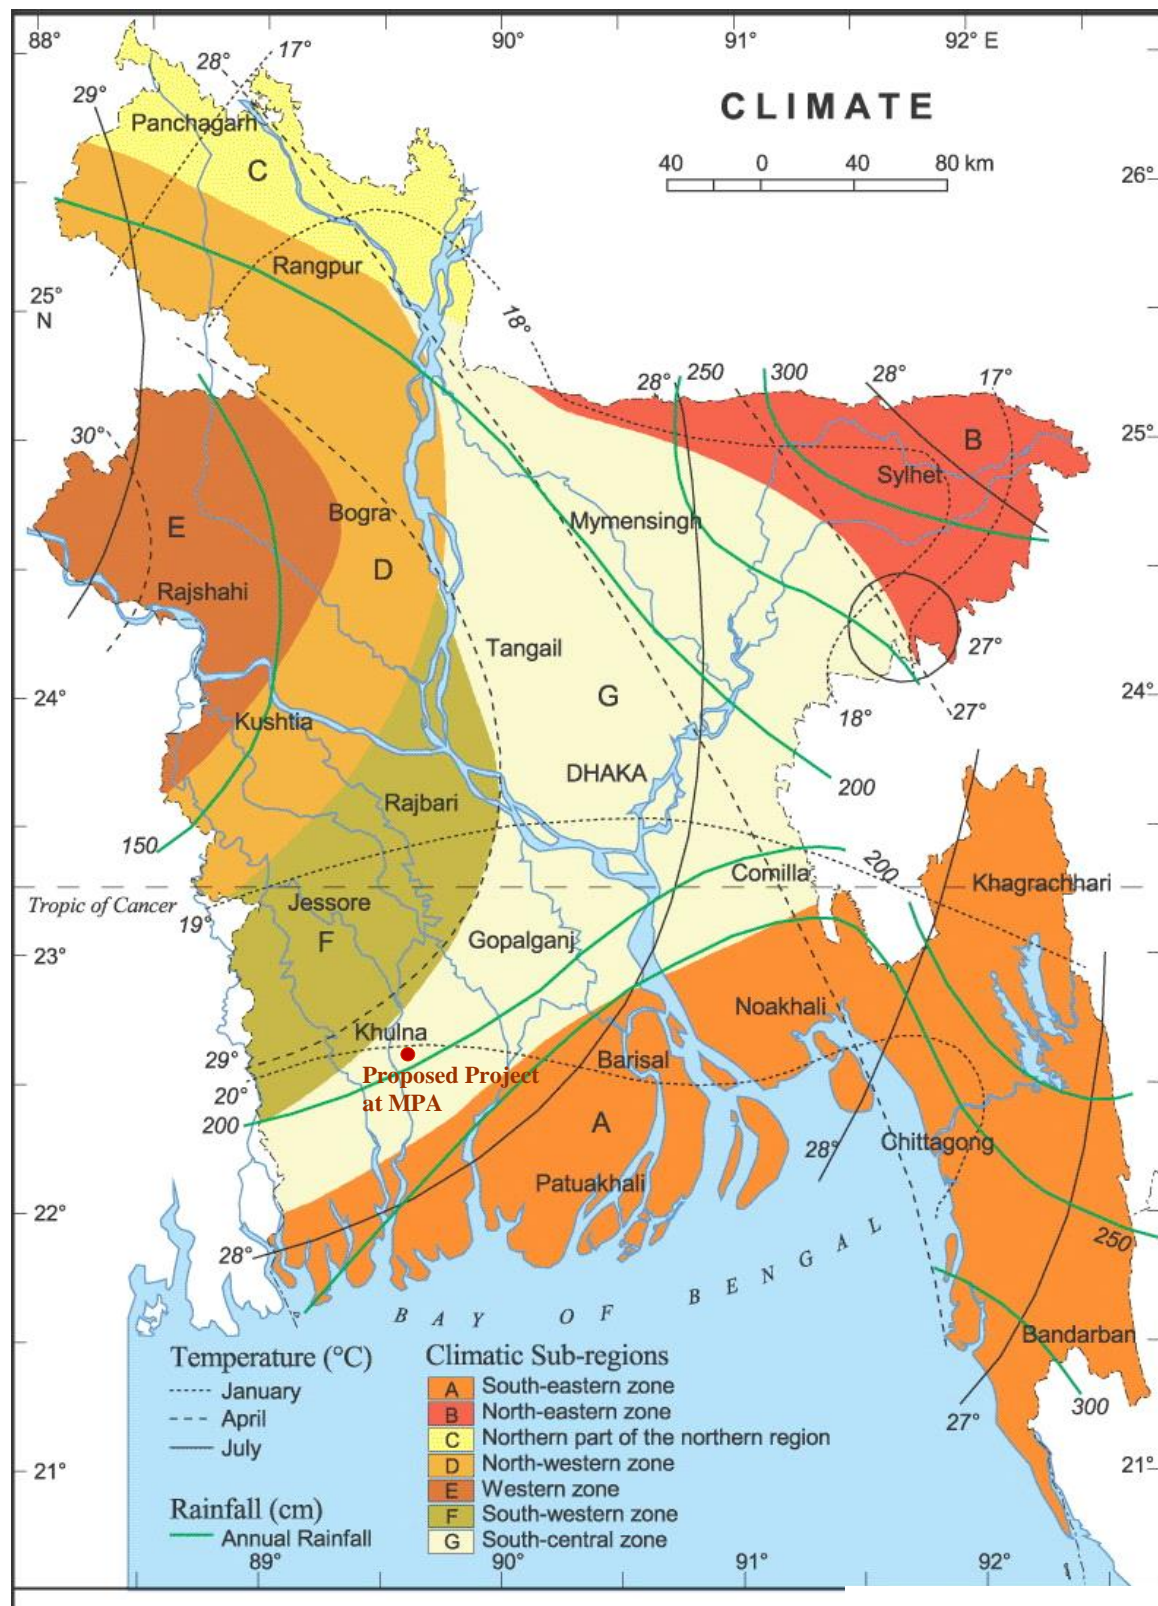 88°
90°
91°
92° E
CLIMATE
40 0 40 80 km
28°
17°
29°
Panchagarh
C
26°
Rangpur
25°
N
18°
28°
250
300
28°
17°
30°
B
25°
Sylhet
Bogra
Mymensingh
E
D
Rajshahi
Tangail
27°
G
24°
24°
Kushtia
18°
27°
DHAKA
200
Rajbari
150
200
Comilla
Khagrachhari
Tropic of Cancer
Jessore
19°
F
Gopalganj
23°
Noakhali
Khulna
29°
Barisal
Proposed Project
at MPA
20°
200
A
Chittagong
28°
Patuakhali
22°
250
28°
BAY OF BENGAL
Bandarban
300
27°
Temperature (°C)
January
April
July
Rainfall (cm)
Annual Rainfall
Climatic Sub-regions
A South-eastern zone
B North-eastern zone
C Northern part of the northern region
D North-western zone
E Western zone
F South-western zone
G South-central zone
21°
21°
89°
90°
91°
92°